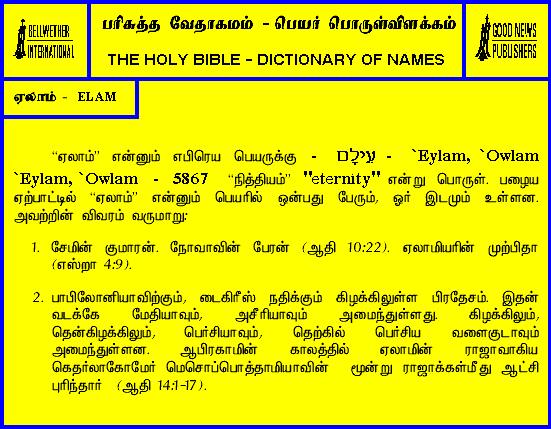 BELLWETHER
INTERNATIONAL
பரிசுத்த வேதாகமம் - பெயர் பொருள்விளக்கம்
THE HOLY BIBLE - DICTIONARY OF NAMES
GOOD NEWS
PUBLISHERS
ஏலாம் - ELAM
“ஏலாம்” என்னும் எபிரெய பெயருக்கு - עֵילָם - `Eylam, `Owlam
`Eylam, `Owlam - 5867 “நித்தியம்” "eternity" என்று பொருள். பழைய
ஏற்பாட்டில் “ஏலாம்” என்னும் பெயரில் ஒன்பது பேரும், ஓர் இடமும் உள்ளன.
அவற்றின் விவரம் வருமாறு:
1. சேமின் குமாரன். நோவாவின் பேரன் (ஆதி 10:22). ஏலாமியரின் முற்பிதா
(எஸ்றா 4:9).
2. பாபிலோனியாவிற்கும், டைகிரீஸ் நதிக்கும் கிழக்கிலுள்ள பிரதேசம். இதன்
வடக்கே மேதியாவும், அசீரியாவும் அமைந்துள்ளது. கிழக்கிலும்,
தென்கிழக்கிலும், பெர்சியாவும், தெற்கில் பெர்சிய வளைகுடாவும்
அமைந்துள்ளன. ஆபிரகாமின் காலத்தில் ஏலாமின் ராஜாவாகிய
கெதர்லாகோமேர் மெசொப்பொத்தாமியாவின் மூன்று ராஜாக்கள்மீது ஆட்சி
புரிந்தார் (ஆதி 14:1-17).